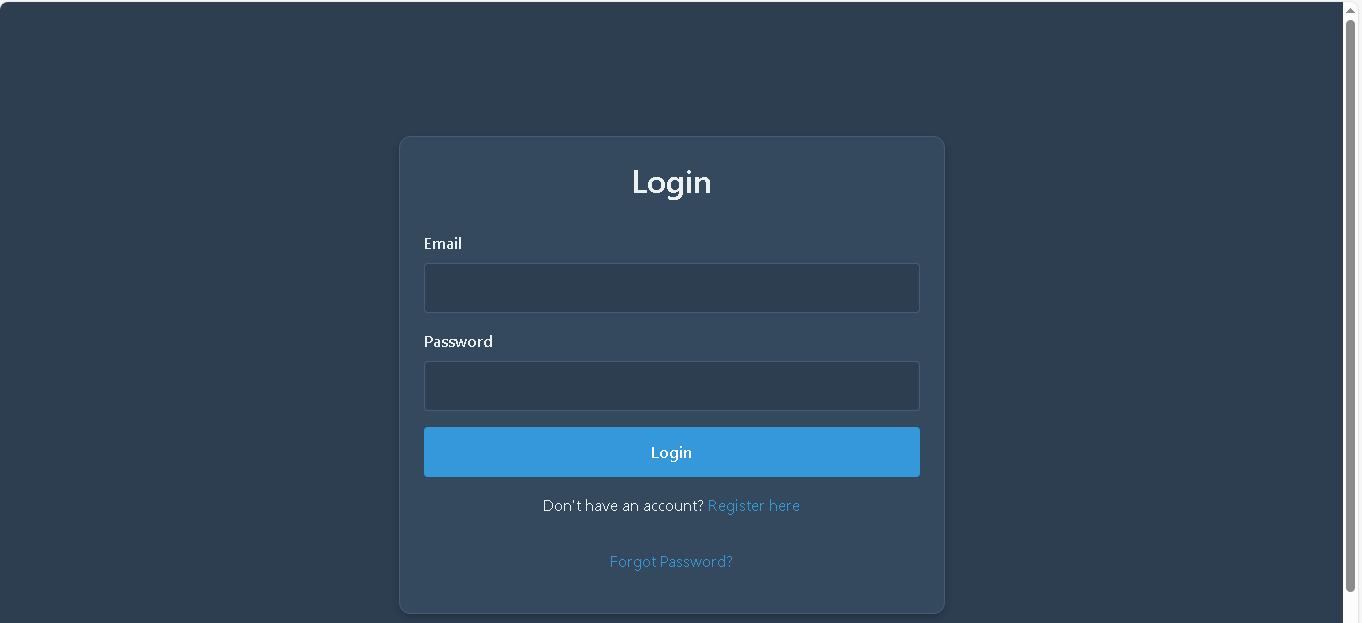 Login
Email
Password
Login
Don't have an account? Register here
Forgot Password?